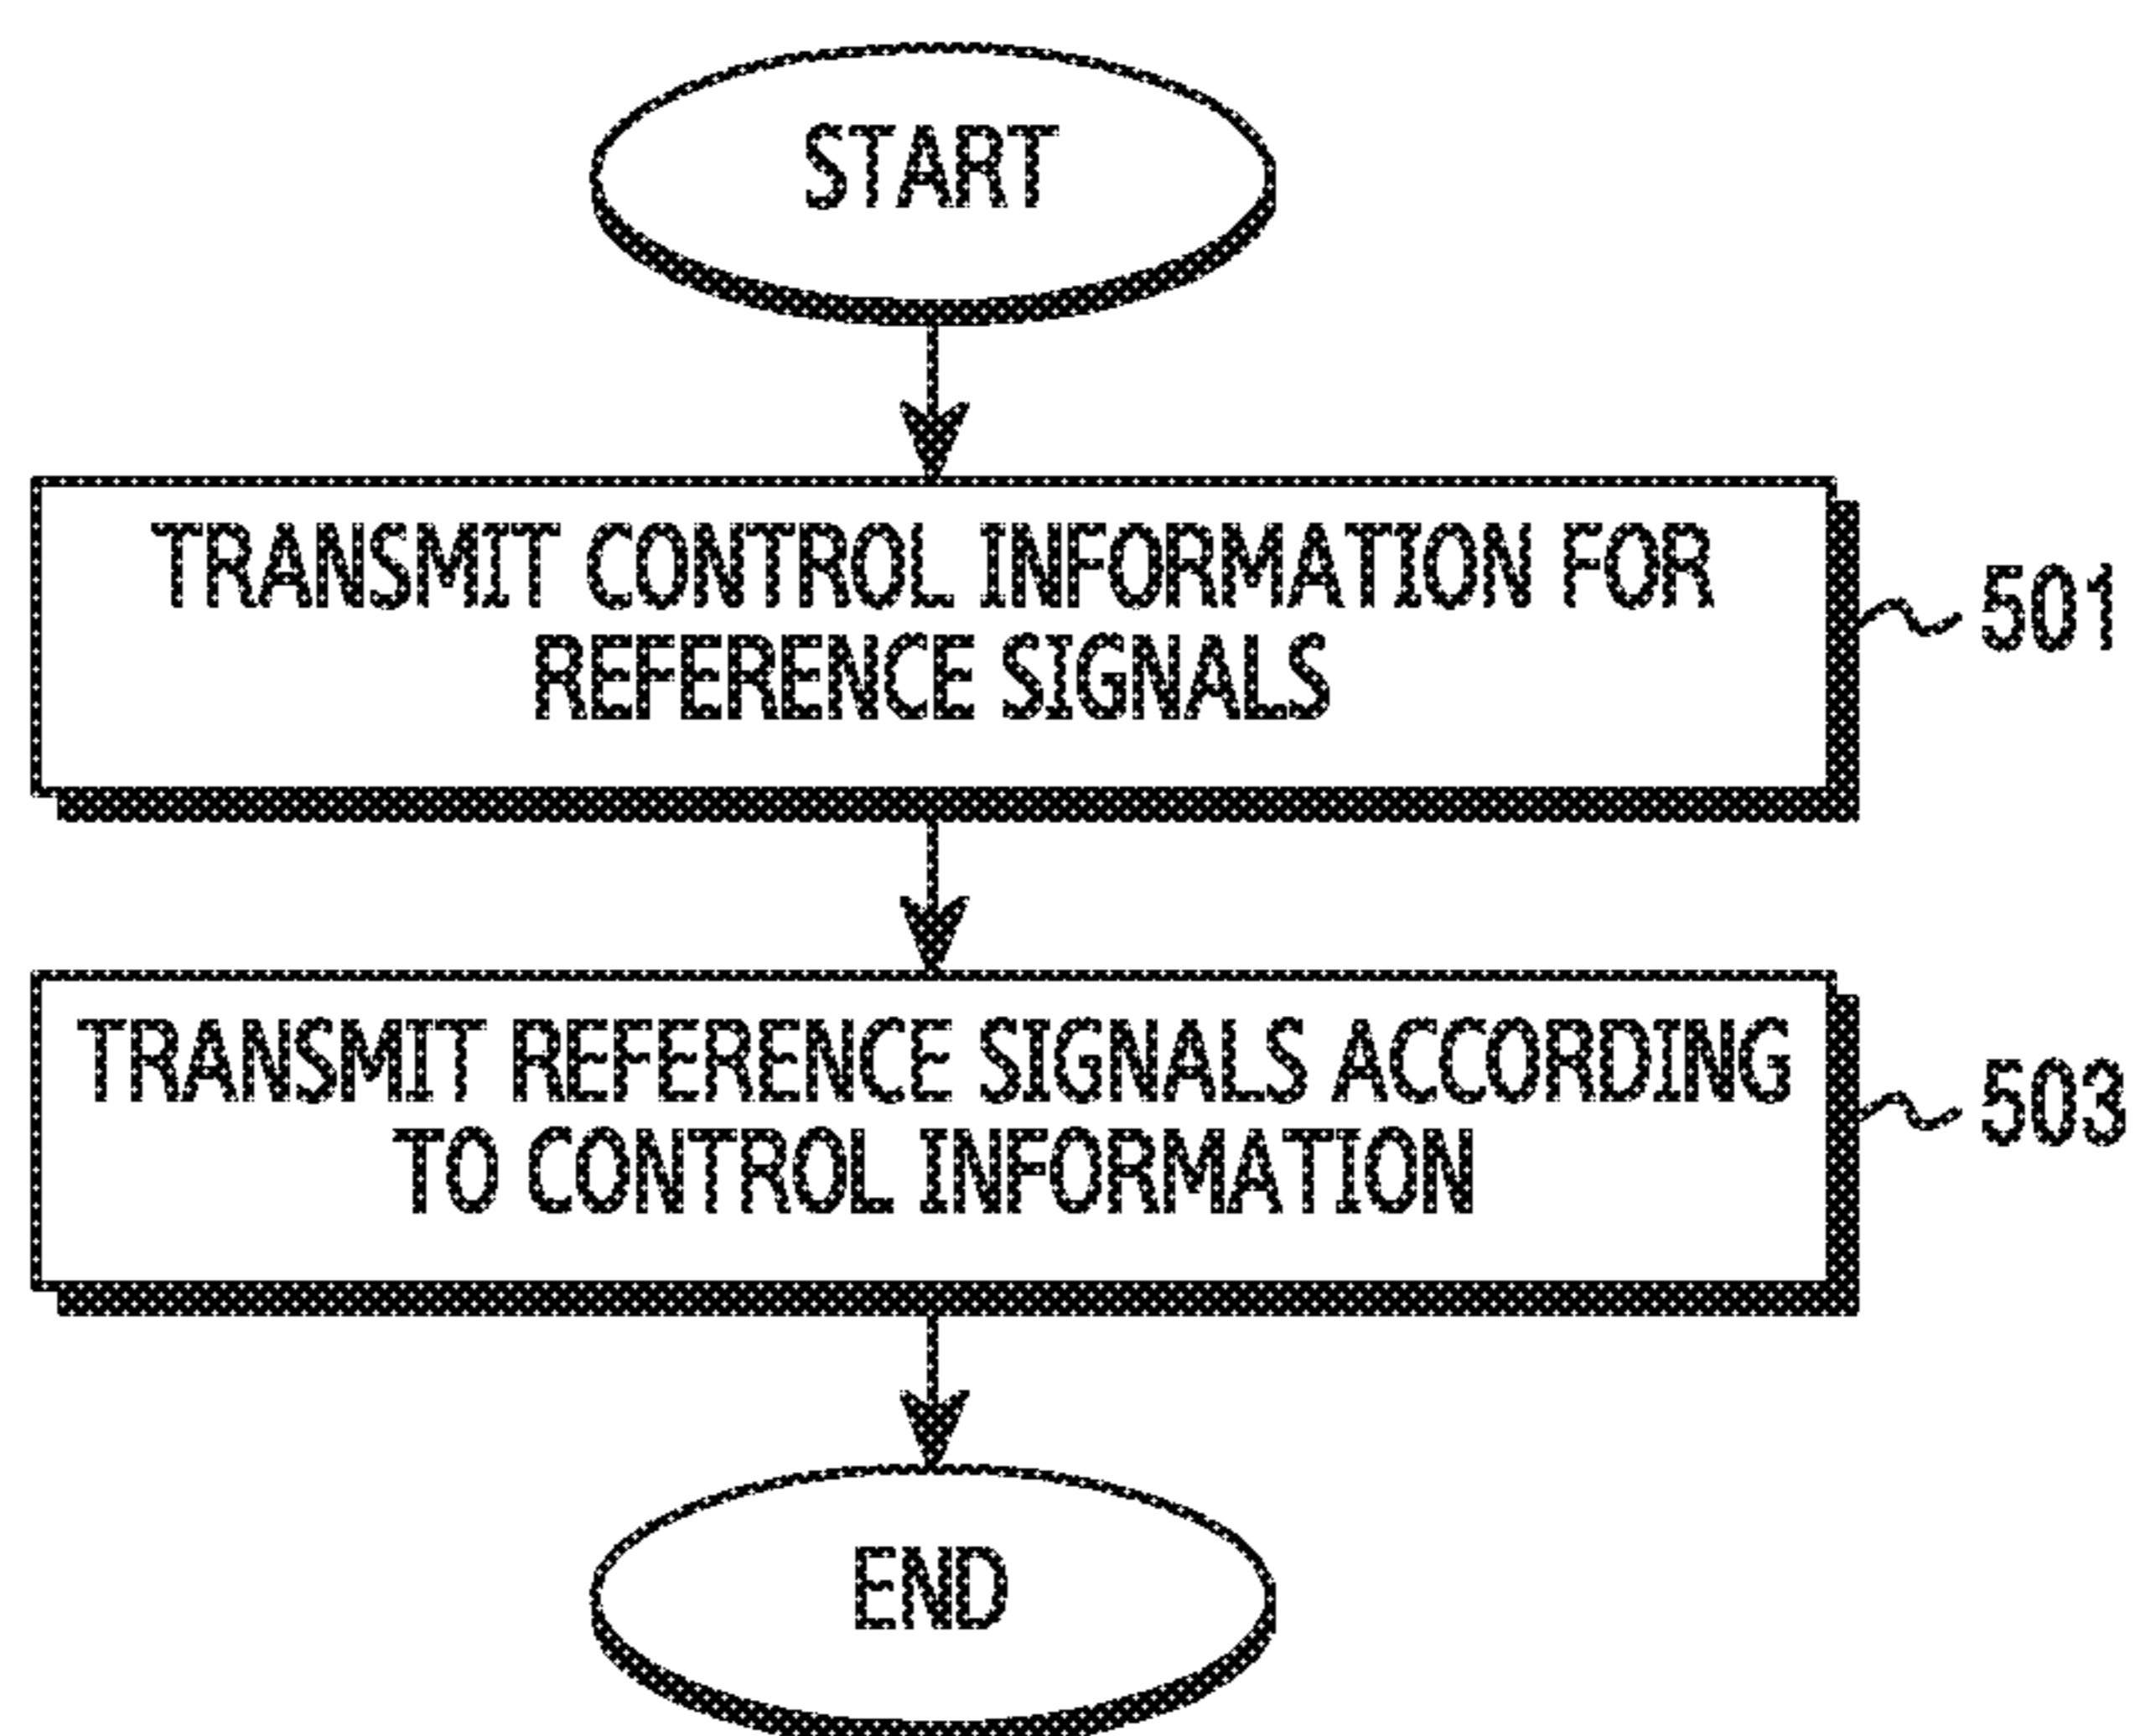 START
TRANSMIT CONTROL INFORMATION FOR
REFERENCE SIGNALS
501
TRANSMIT REFERENCE SIGNALS ACCORDING
TO CONTROL INFORMATION
503
END